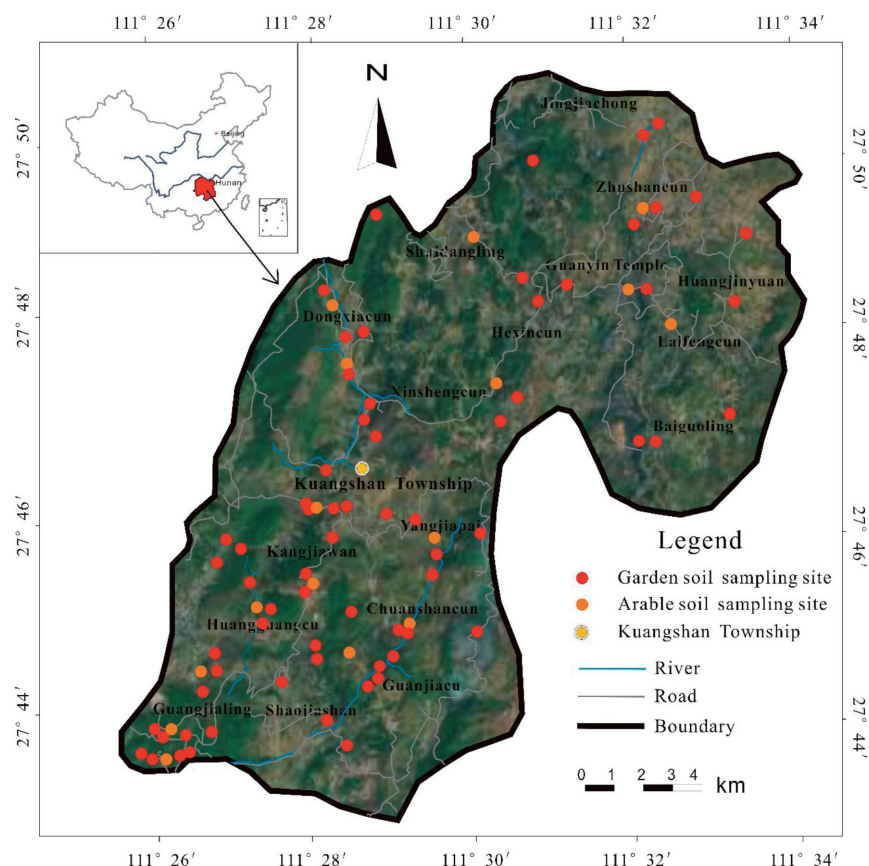 111° 26′ 111° 28′ 111° 30′ 111° 32′ 111° 34′
N
27° 50′
27° 50′
Beijing
Hunan
Jingjiachong
Zhushancun
Shaidangling
Guanyin Temple
Huangjinyuan
27° 48′
27° 48′
Dongxiacun
Hexincun
Laifengcun
Xinshengcun
Baiguoling
Kuangshan Township
27° 46′
27° 46′
Yangjiapai
Kangjiawan
Chuanshancun
Huangguangcu
Guanjiacu
Guangjialing
Shaojiashan
27° 44′
27° 44′
Legend
Garden soil sampling site
Arable soil sampling site
Kuangshan Township
River
Road
Boundary
0 1 2 3 4
km
111° 26′ 111° 28′ 111° 30′ 111° 32′ 111° 34′